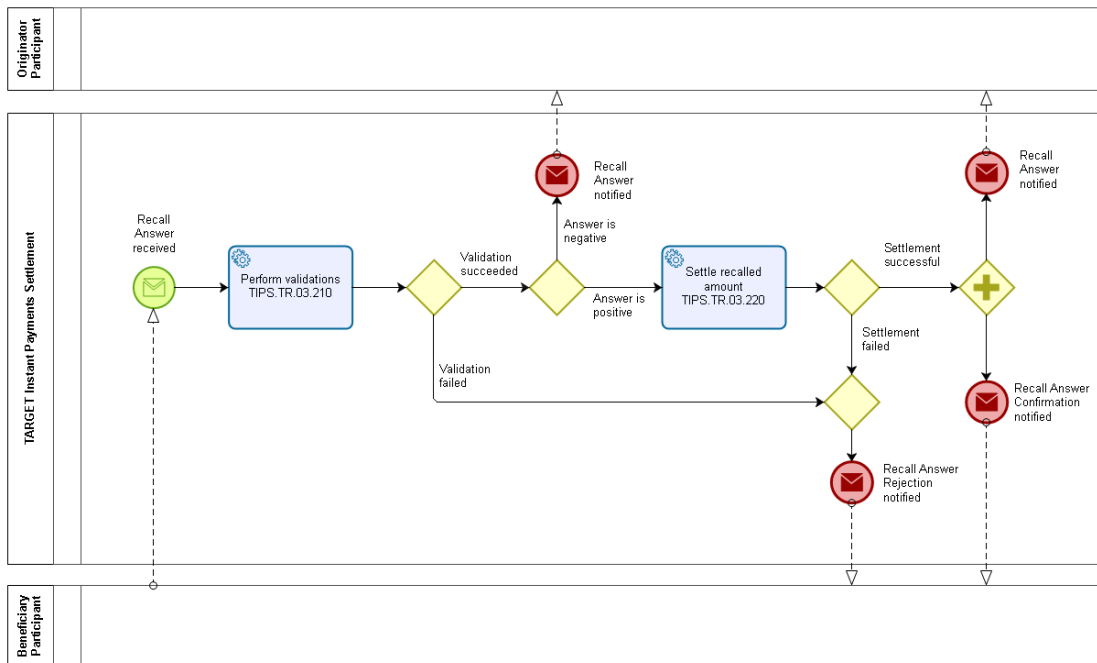 Originator
Participant
TARGET Instant Payments Settlement
Recall
Answer
received
Perform validations
TIPS.TR.03.210
Validation
succeeded
Validation
failed
Recall
Answer
notified
Answer is
negative
Answer is
positive
Settle recalled
amount
TIPS.TR.03.220
Settlement
successful
Settlement
failed
Recall
Answer
notified
Recall Answer
Confirmation
notified
Recall Answer
Rejection
notified
Beneficiary
Participant